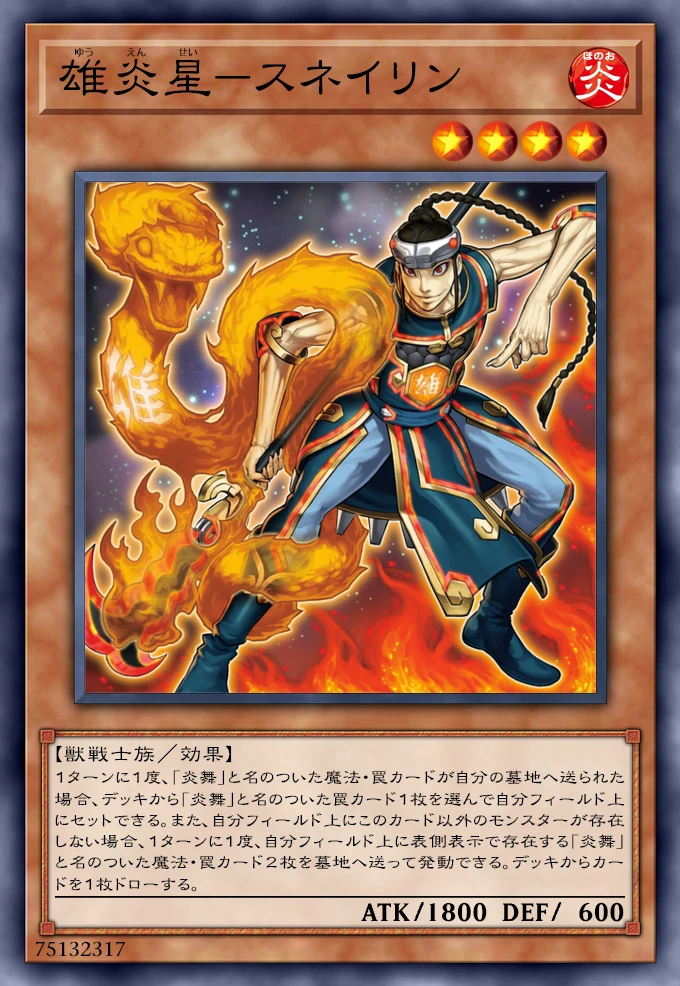 ゆう えん せい
雄炎星－スネイリン
ほのお
炎
雄
雄
【獣戦士族／効果】
１ターンに１度、「炎舞」と名のついた魔法・罠カードが自分の墓地へ送られた
場合、デッキから「炎舞」と名のついた罠カード１枚を選んで自分フィールド上
にセットできる。また、自分フィールド上にこのカード以外のモンスターが存在
しない場合、１ターンに１度、自分フィールド上に表側表示で存在する「炎舞」
と名のついた魔法・罠カード２枚を墓地へ送って発動できる。デッキからカー
ドを１枚ドローする。
ATK/1800 DEF/ 600
75132317